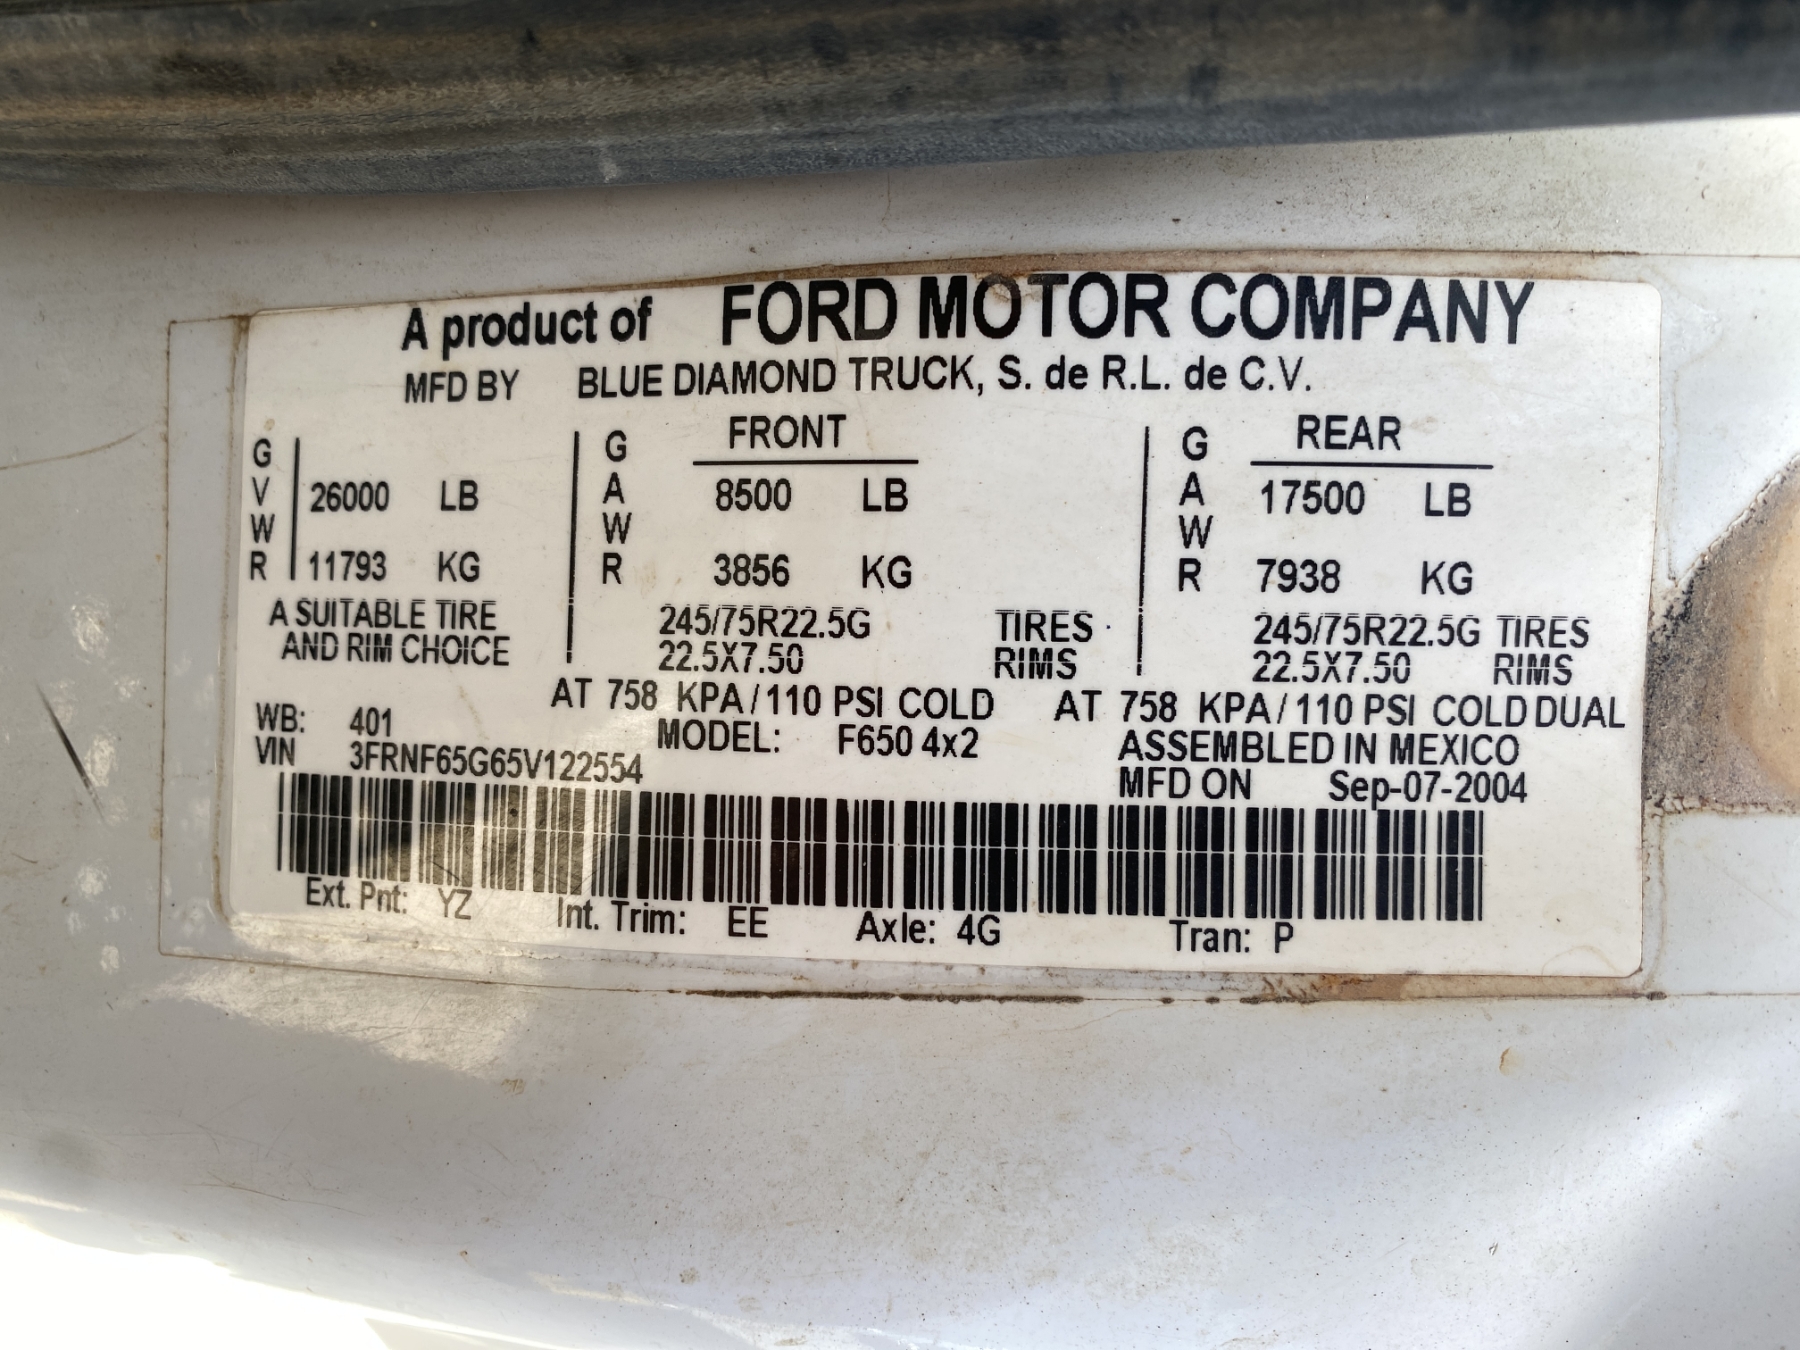 A product of FORD MOTOR COMPANY
MFD BY BLUE DIAMOND TRUCK, S. de R.L. de C.V.
GVWR 26000 LB 11793 KG
GAWR FRONT 8500 LB 3856 KG
GAWR REAR 17500 LB 7938 KG
A SUITABLE TIRE 245/75R22.5G TIRES 245/75R22.5G TIRES
AND RIM CHOICE 22.5X7.50 RIMS 22.5X7.50 RIMS
AT 758 KPA/110 PSI COLD AT 758 KPA/110 PSI COLD DUAL
WB: 401 MODEL: F650 4x2 ASSEMBLED IN MEXICO
VIN 3FRNF65G65V122554 MFD ON Sep-07-2004
Ext. Pnt: YZ Int. Trim: EE Axle: 4G Tran: P